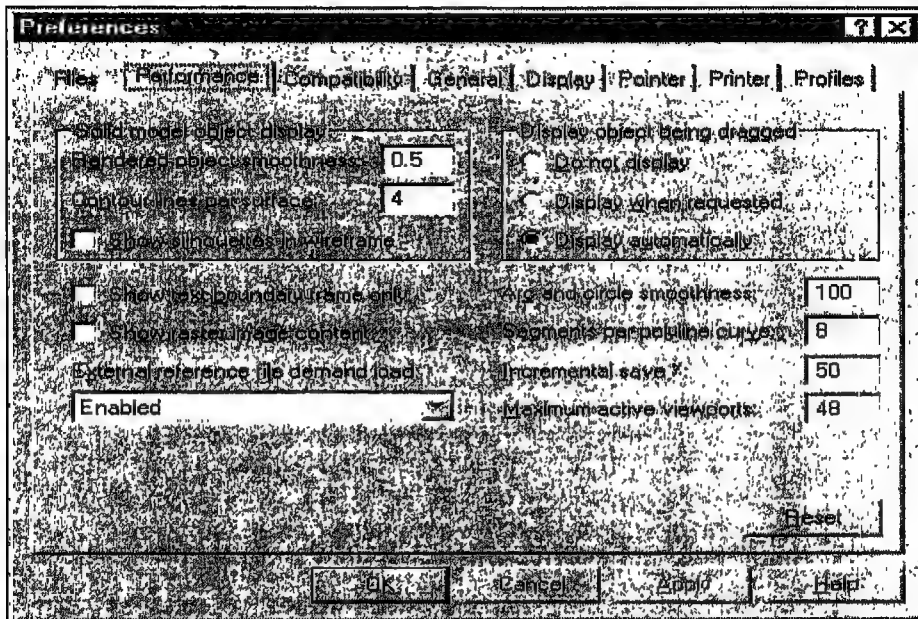 Preferences
Files Performance Compatibility General Display Pointer Printer Profiles
Solid model object display
Rendered object smoothness: 0.5
Contour lines per surface: 4
Show silhouettes in wireframe
Display object being dragged
Do not display
Display when requested
Display automatically
Show text boundary frame only
Show raster image content
External reference file demand load:
Enabled
Arc and circle smoothness: 100
Segments per polyline curve: 8
Incremental save %: 50
Maximum active viewports: 48
Reset
OK Cancel Apply Help